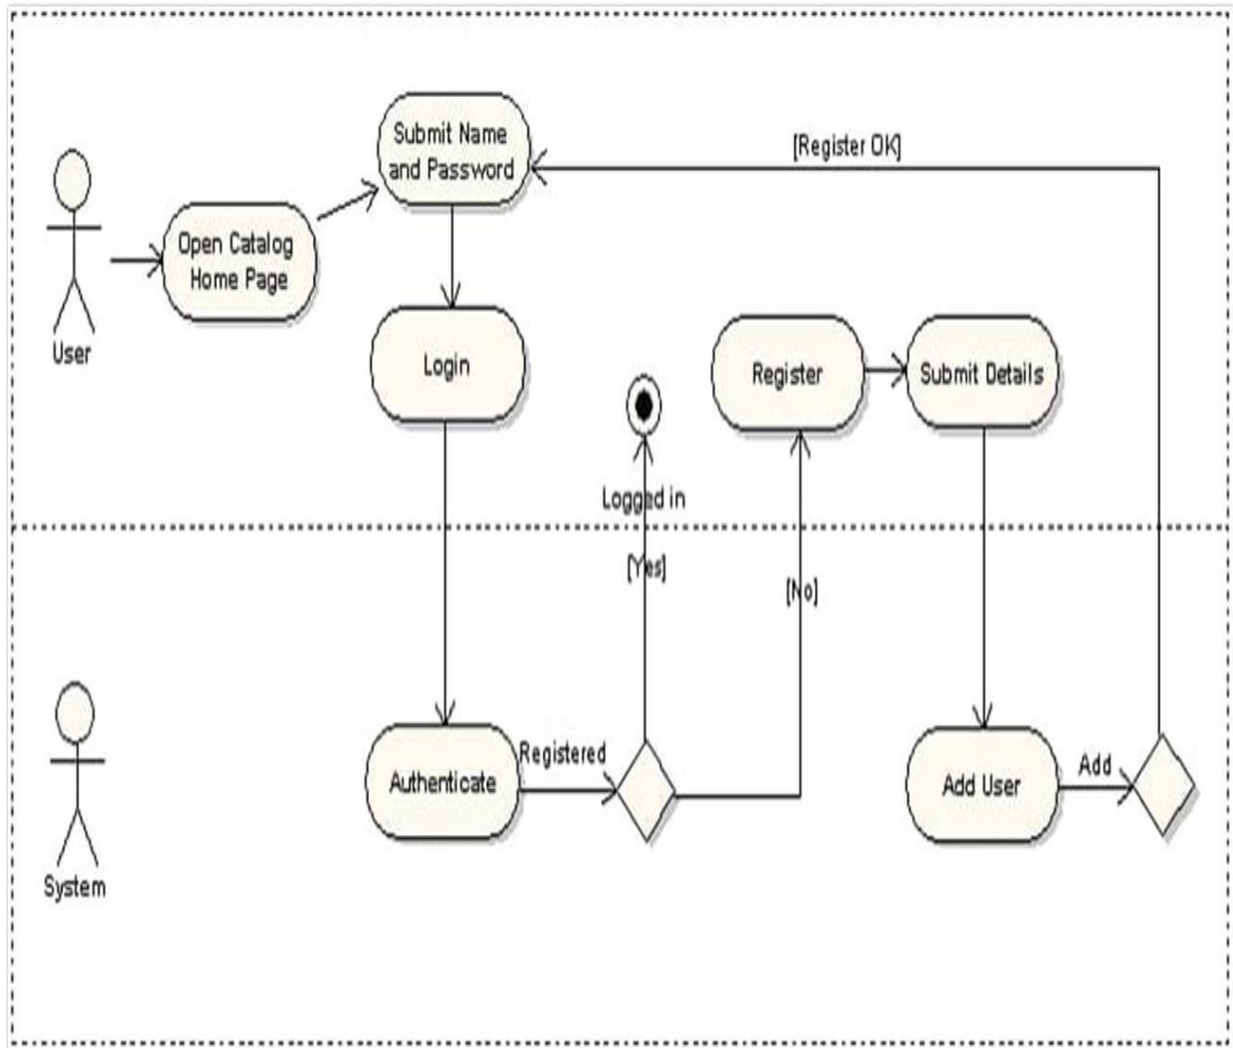 Submit Name
and Password
[Register OK]
Open Catalog
Home Page
User
Login
Register
Submit Details
Logged in
[Yes]
[No]
Registered
Authenticate
Add
Add User
System